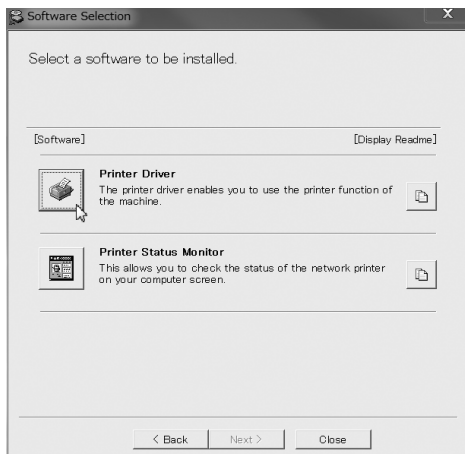 Software Selection
Select a software to be installed.
[Software] [Display Readme]
Printer Driver
The printer driver enables you to use the printer function of
the machine.
Printer Status Monitor
This allows you to check the status of the network printer
on your computer screen.
< Back Next > Close